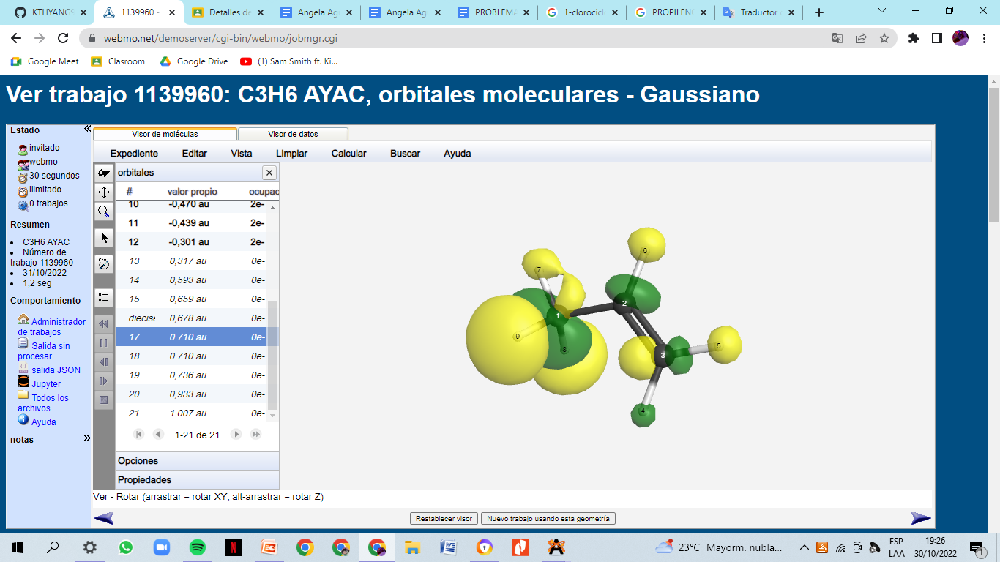 KTHYANG9
1139960 -
Detalles de
Angela Ag
Angela Ag
PROBLEMA
1-clorocicl
PROPILENO
Traductor
webmo.net/demoserver/cgi-bin/webmo/jobmgr.cgi
Google Meet
Clasroom
Google Drive
(1) Sam Smith ft. Ki...
Ver trabajo 1139960: C3H6 AYAC, orbitales moleculares - Gaussiano
Estado
invitado
webmo
30 segundos
ilimitado
0 trabajos
Resumen
C3H6 AYAC
Número de
trabajo 1139960
31/10/2022
1,2 seg
Comportamiento
Administrador
de trabajos
Salida sin
procesar
salida JSON
Jupyter
Todos los
archivos
Ayuda
notas
Visor de moléculas
Visor de datos
Expediente Editar Vista Limpiar Calcular Buscar Ayuda
orbitales
# valor propio ocupac
10 -0,470 au 2e-
11 -0,439 au 2e-
12 -0,301 au 2e-
13 0,317 au 0e-
14 0,593 au 0e-
15 0,659 au 0e-
diecise 0,678 au 0e-
17 0.710 au 0e-
18 0.710 au 0e-
19 0,736 au 0e-
20 0,933 au 0e-
21 1.007 au 0e-
1-21 de 21
Opciones
Propiedades
6
7
2
1
9
8
5
3
4
Ver - Rotar (arrastrar = rotar XY; alt-arrastrar = rotar Z)
Restablecer visor
Nuevo trabajo usando esta geometría
23°C Mayorm. nubla...
ESP
LAA
19:26
30/10/2022
1